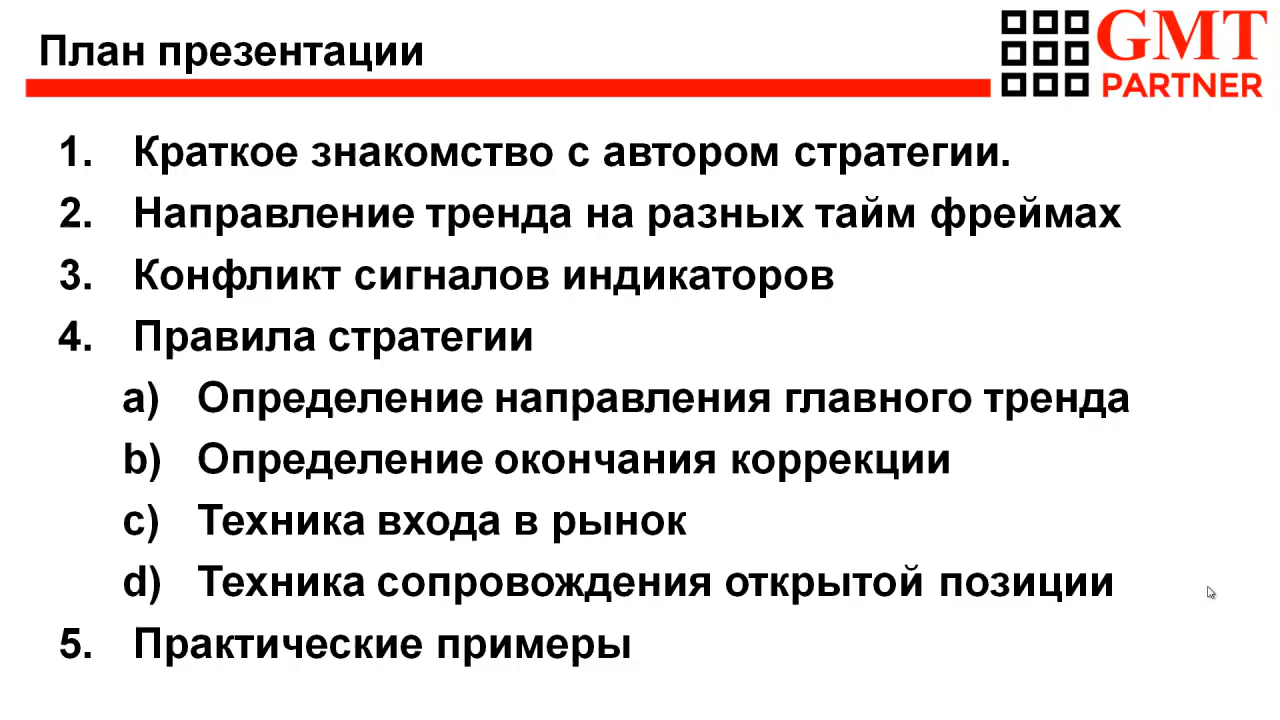 План презентации
GMT
PARTNER
1. Краткое знакомство с автором стратегии.
2. Направление тренда на разных тайм фреймах
3. Конфликт сигналов индикаторов
4. Правила стратегии
a) Определение направления главного тренда
b) Определение окончания коррекции
c) Техника входа в рынок
d) Техника сопровождения открытой позиции
5. Практические примеры